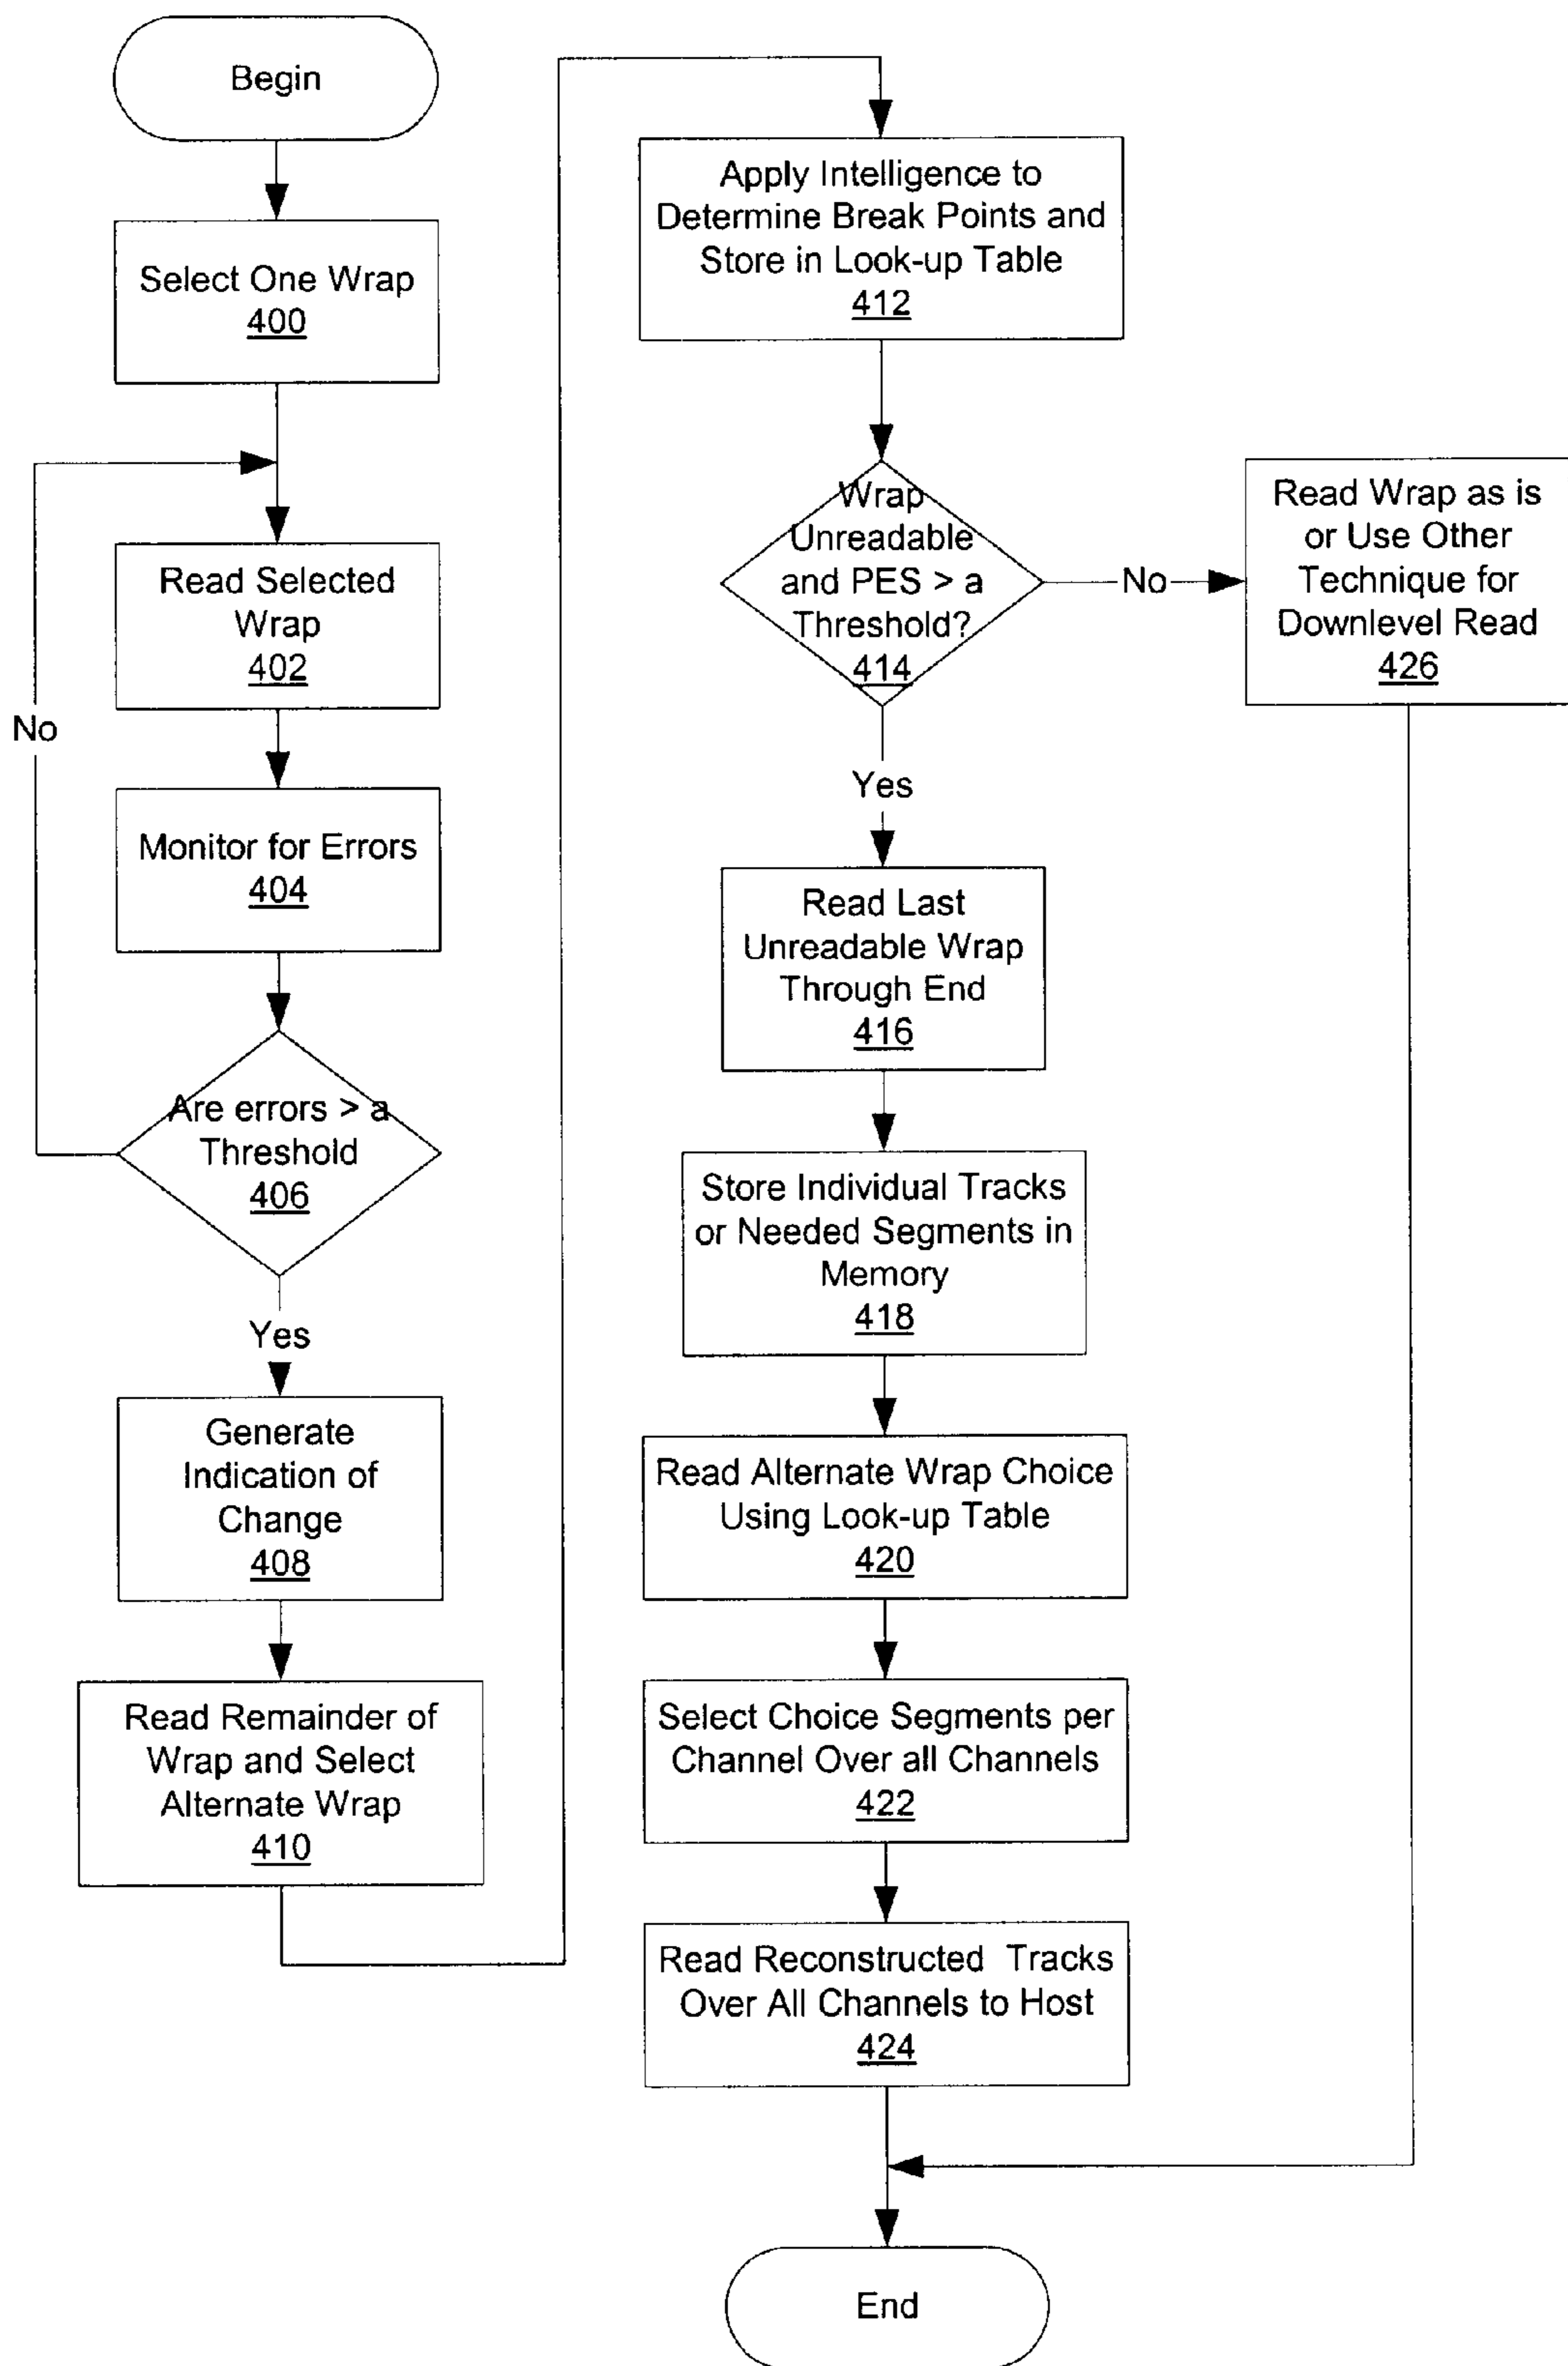 Begin
Select One Wrap
400
Read Selected
Wrap
402
No
Monitor for Errors
404
Are errors > a
Threshold
406
Yes
Generate
Indication of
Change
408
Read Remainder of
Wrap and Select
Alternate Wrap
410
Apply Intelligence to
Determine Break Points and
Store in Look-up Table
412
Wrap
Unreadable
and PES > a
Threshold?
414
No
Read Wrap as is
or Use Other
Technique for
Downlevel Read
426
Yes
Read Last
Unreadable Wrap
Through End
416
Store Individual Tracks
or Needed Segments in
Memory
418
Read Alternate Wrap Choice
Using Look-up Table
420
Select Choice Segments per
Channel Over all Channels
422
Read Reconstructed Tracks
Over All Channels to Host
424
End